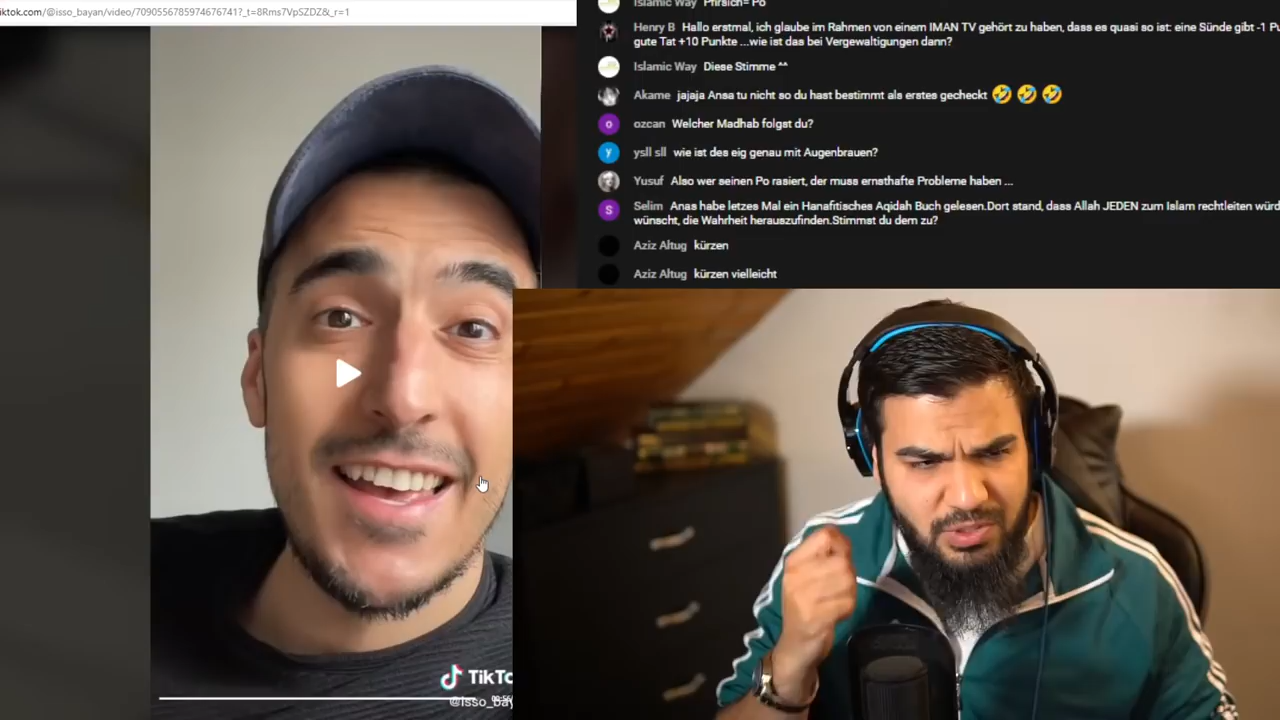 iktok.com/@isso_bayan/video/7090556785974676741?_t=8Rms7VpSZDZ&_r=1
Islamic Way Pfirsich= Po
Henry B Hallo erstmal, ich glaube im Rahmen von einem IMAN TV gehört zu haben, dass es quasi so ist: eine Sünde gibt -1 Pu
gute Tat +10 Punkte ...wie ist das bei Vergewaltigungen dann?
Islamic Way Diese Stimme ^^
Akame jajaja Ansa tu nicht so du hast bestimmt als erstes gecheckt 🤣 🤣 🤣
o ozcan Welcher Madhab folgst du?
y ysll sll wie ist des eig genau mit Augenbrauen?
Yusuf Also wer seinen Po rasiert, der muss ernsthafte Probleme haben ...
S Selim Anas habe letzes Mal ein Hanafitisches Aqidah Buch gelesen.Dort stand, dass Allah JEDEN zum Islam rechtleiten würd
wünscht, die Wahrheit herauszufinden.Stimmst du dem zu?
Aziz Altug kürzen
Aziz Altug kürzen vielleicht
TikTo
@isso_bay